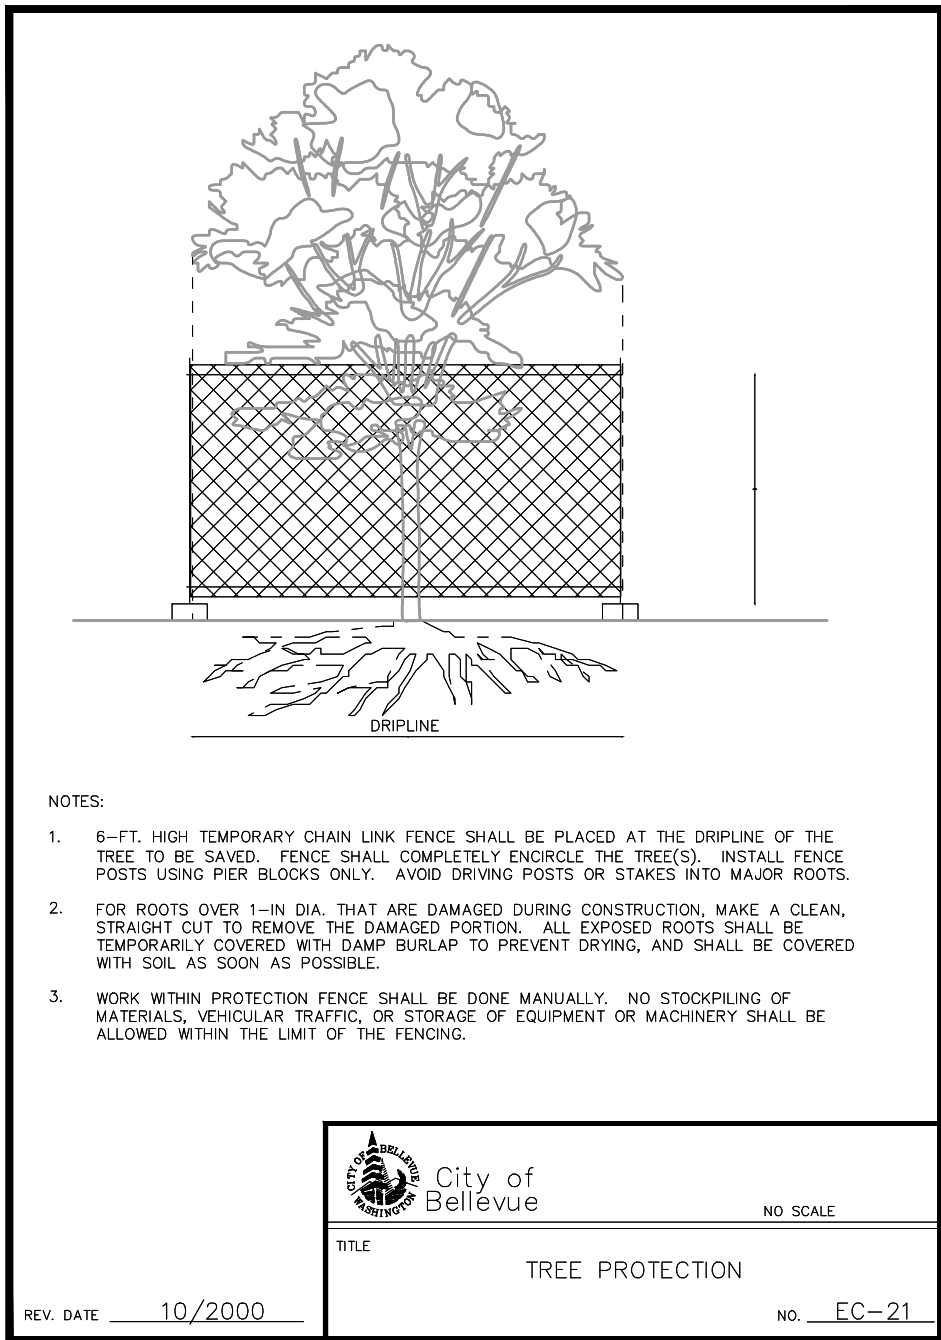 DRIPLINE
NOTES:
1. 6-FT. HIGH TEMPORARY CHAIN LINK FENCE SHALL BE PLACED AT THE DRIPLINE OF THE
TREE TO BE SAVED. FENCE SHALL COMPLETELY ENCIRCLE THE TREE(S). INSTALL FENCE
POSTS USING PIER BLOCKS ONLY. AVOID DRIVING POSTS OR STAKES INTO MAJOR ROOTS.
2. FOR ROOTS OVER 1-IN DIA. THAT ARE DAMAGED DURING CONSTRUCTION, MAKE A CLEAN,
STRAIGHT CUT TO REMOVE THE DAMAGED PORTION. ALL EXPOSED ROOTS SHALL BE
TEMPORARILY COVERED WITH DAMP BURLAP TO PREVENT DRYING, AND SHALL BE COVERED
WITH SOIL AS SOON AS POSSIBLE.
3. WORK WITHIN PROTECTION FENCE SHALL BE DONE MANUALLY. NO STOCKPILING OF
MATERIALS, VEHICULAR TRAFFIC, OR STORAGE OF EQUIPMENT OR MACHINERY SHALL BE
ALLOWED WITHIN THE LIMIT OF THE FENCING.
CITY OF BELLEVUE
WASHINGTON
City of
Bellevue
NO SCALE
TITLE
TREE PROTECTION
REV. DATE 10/2000
NO. EC-21